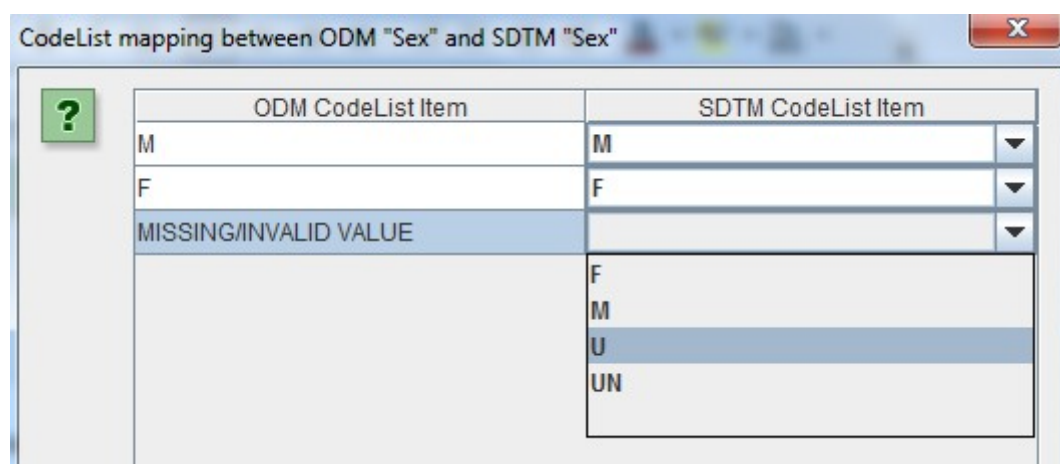 CodeList mapping between ODM "Sex" and SDTM "Sex"
ODM CodeList Item SDTM CodeList Item
M M
F F
MISSING/INVALID VALUE
F
M
U
UN